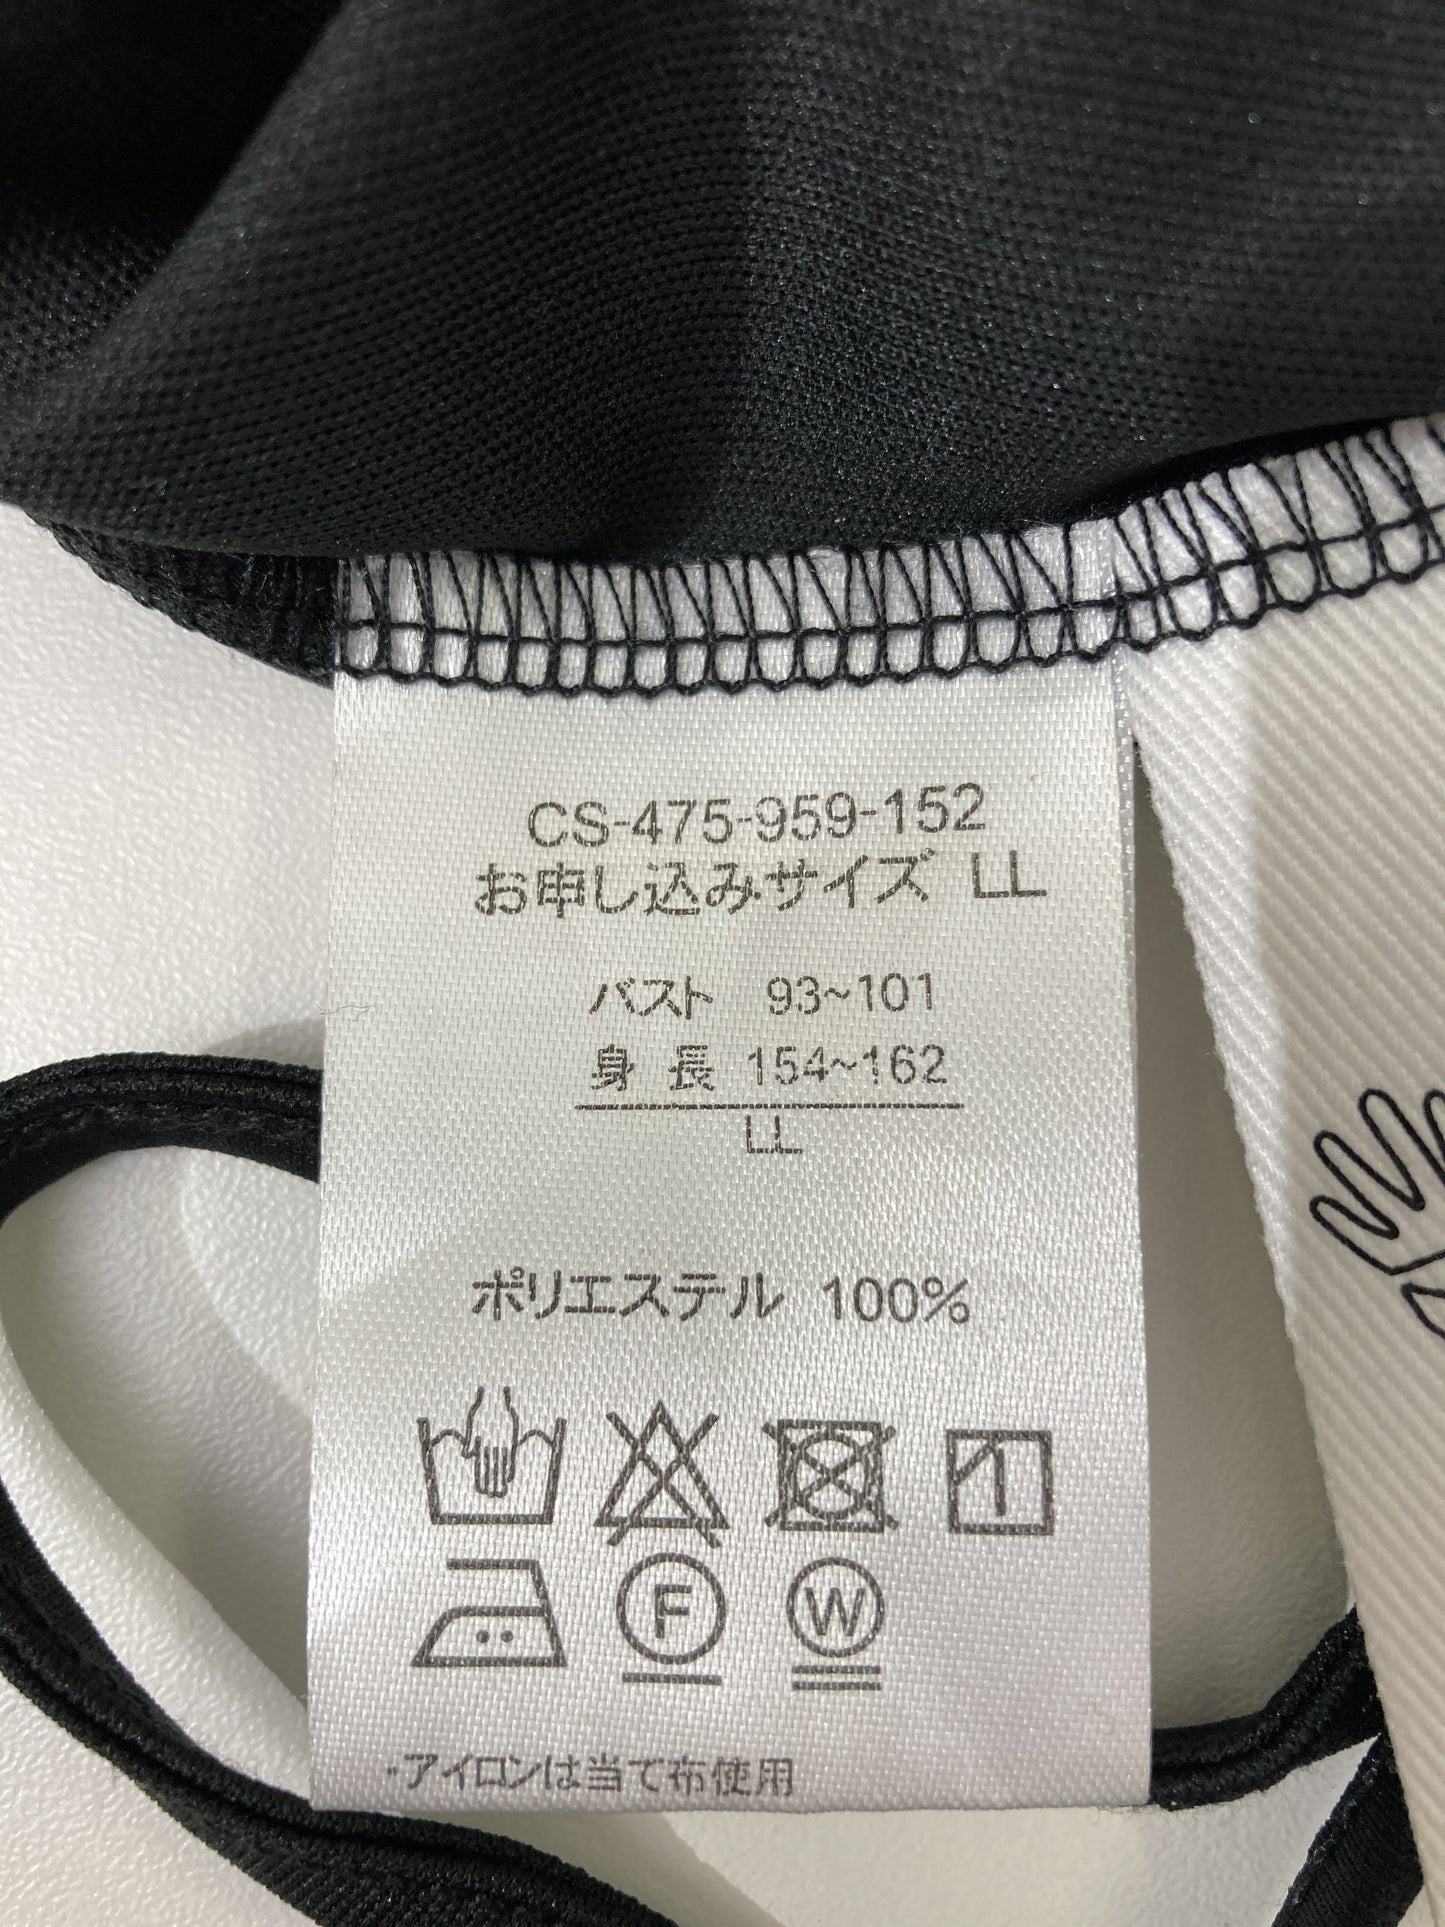 CS-475-959-152
お申し込みサイズ LL
バスト 93~101
身 長 154~162
LL
ポリエステル 100%
F
W
・アイロンは当て布使用